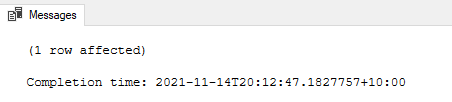 Messages
(1 row affected)
Completion time: 2021-11-14T20:12:47.1827757+10:00